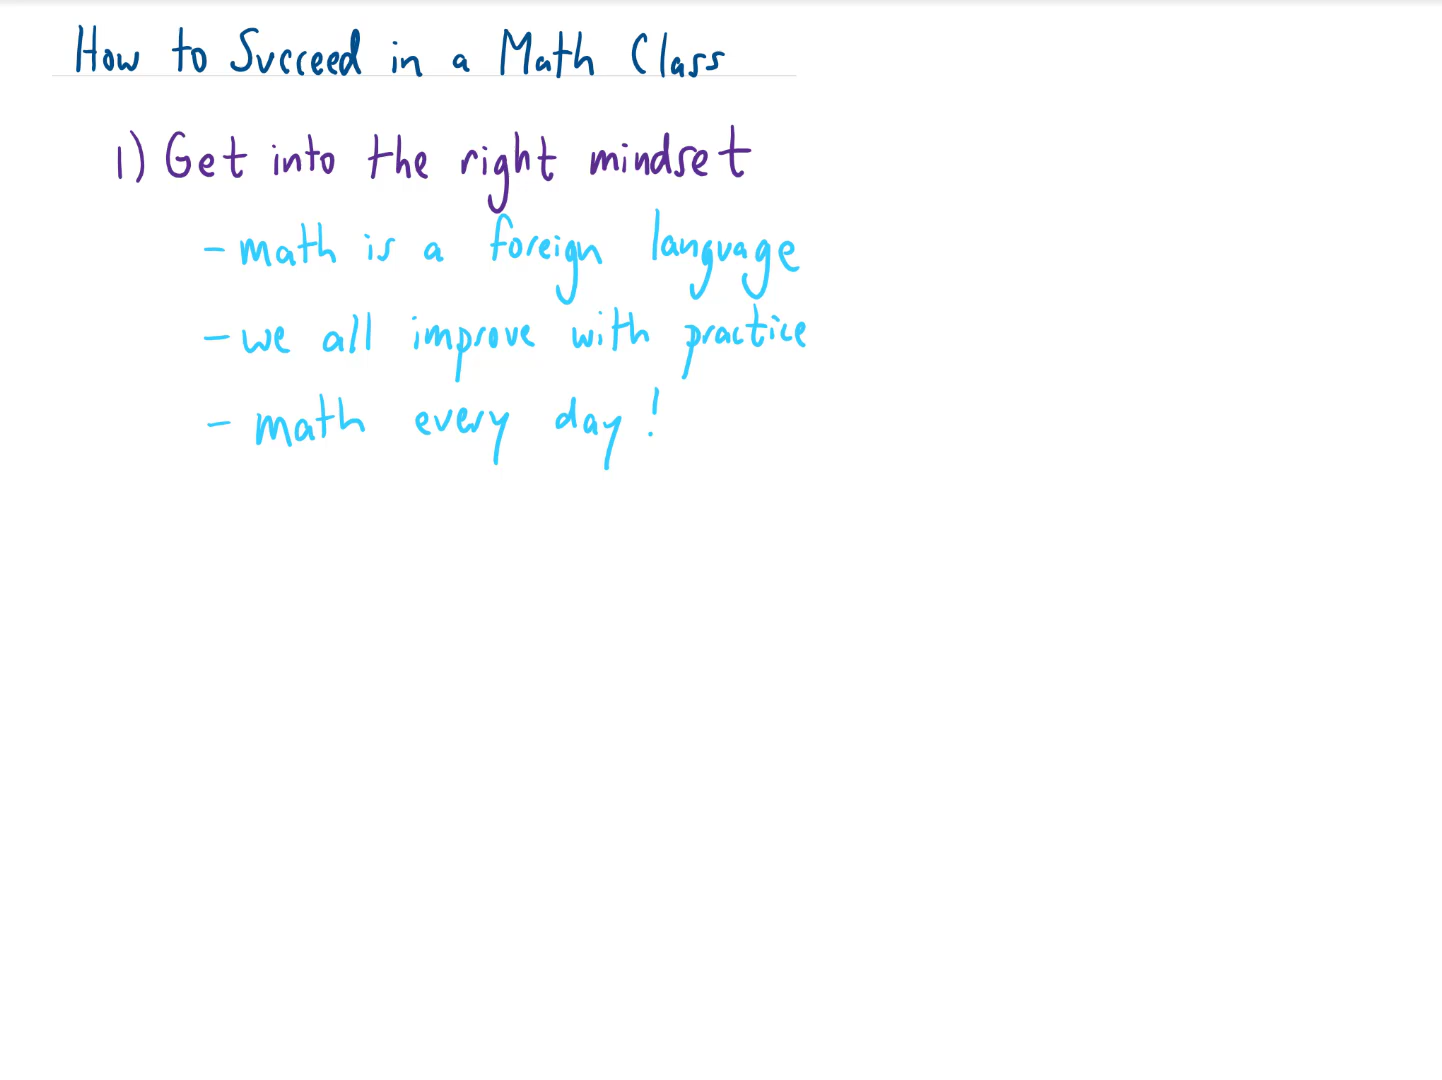 How to Succeed in a Math Class
1) Get into the right mindset
- math is a foreign language
- we all improve with practice
- math every day!